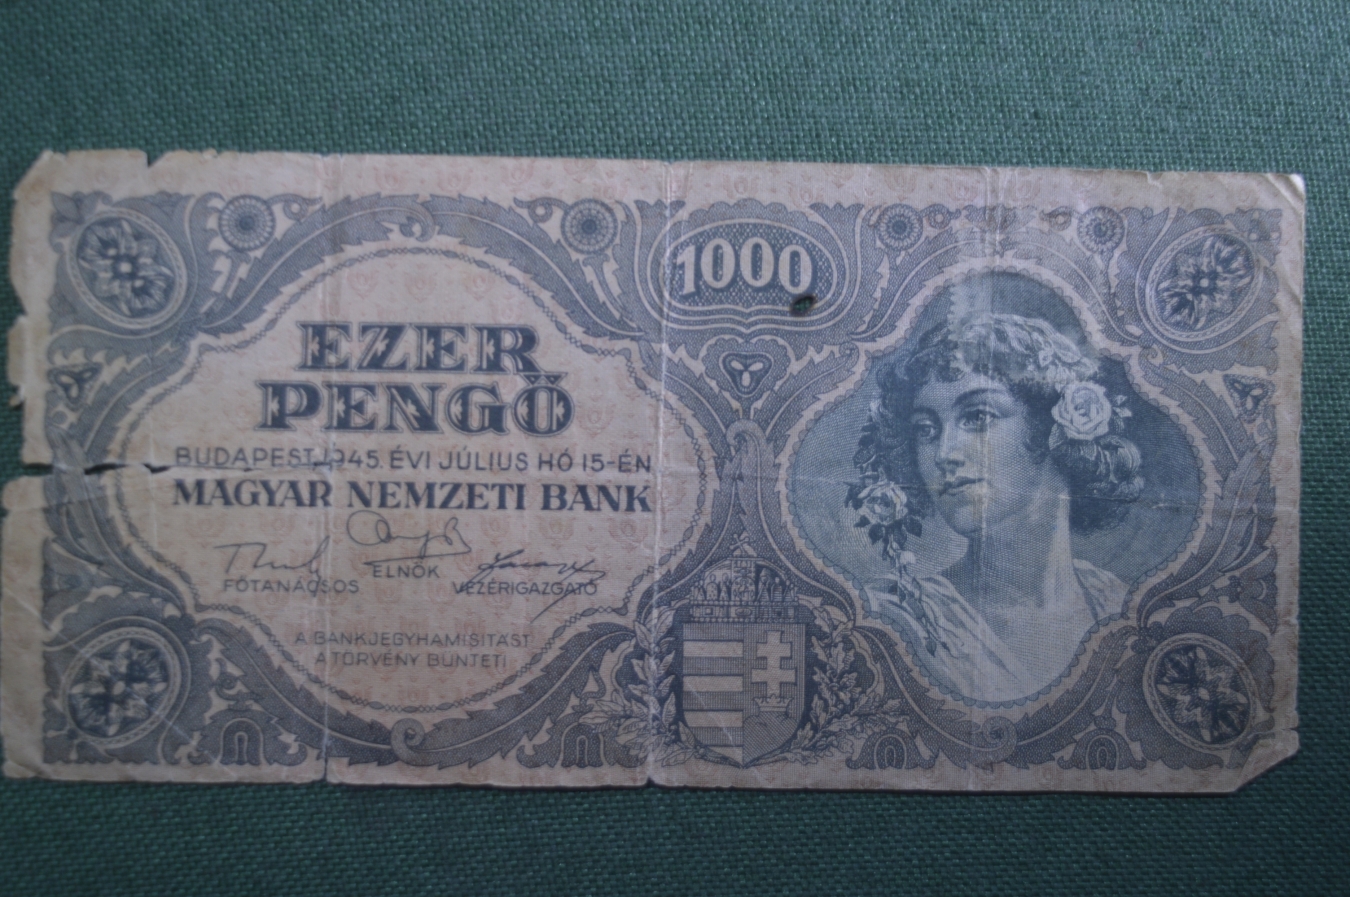 1000
EZER
PENGŐ
BUDAPEST, 1945. ÉVI JÚLIUS HÓ 15-ÉN
MAGYAR NEMZETI BANK
FŐTANÁCSOS
ELNÖK
VEZÉRIGAZGATÓ
A BANKJEGYHAMISITÁST
A TÖRVÉNY BÜNTETI